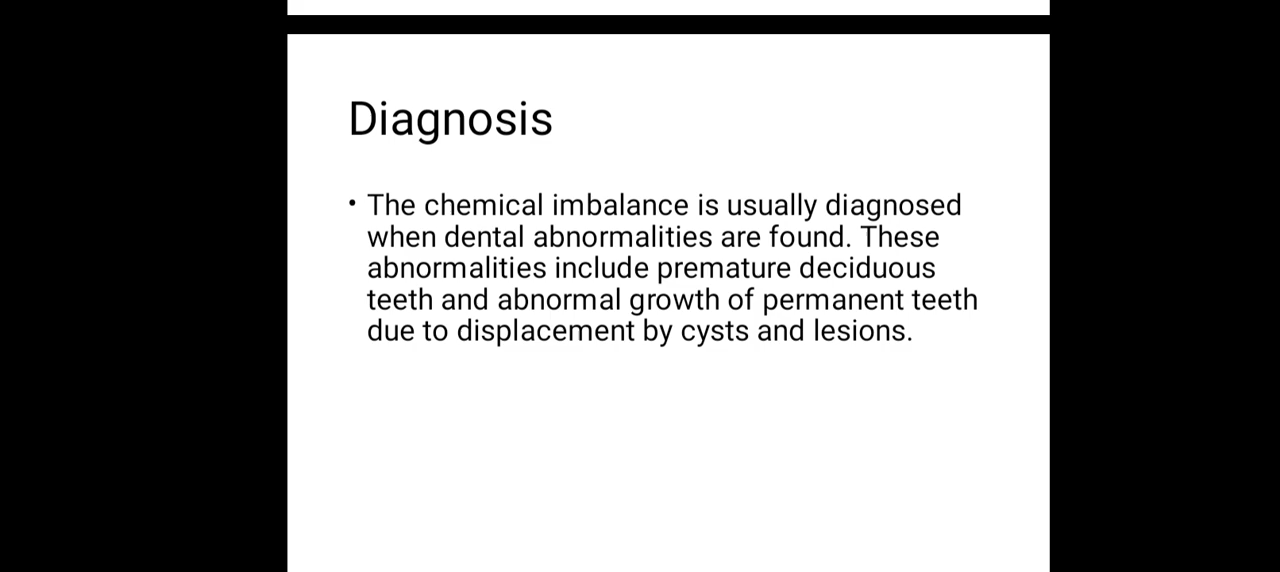 Diagnosis
• The chemical imbalance is usually diagnosed
when dental abnormalities are found. These
abnormalities include premature deciduous
teeth and abnormal growth of permanent teeth
due to displacement by cysts and lesions.